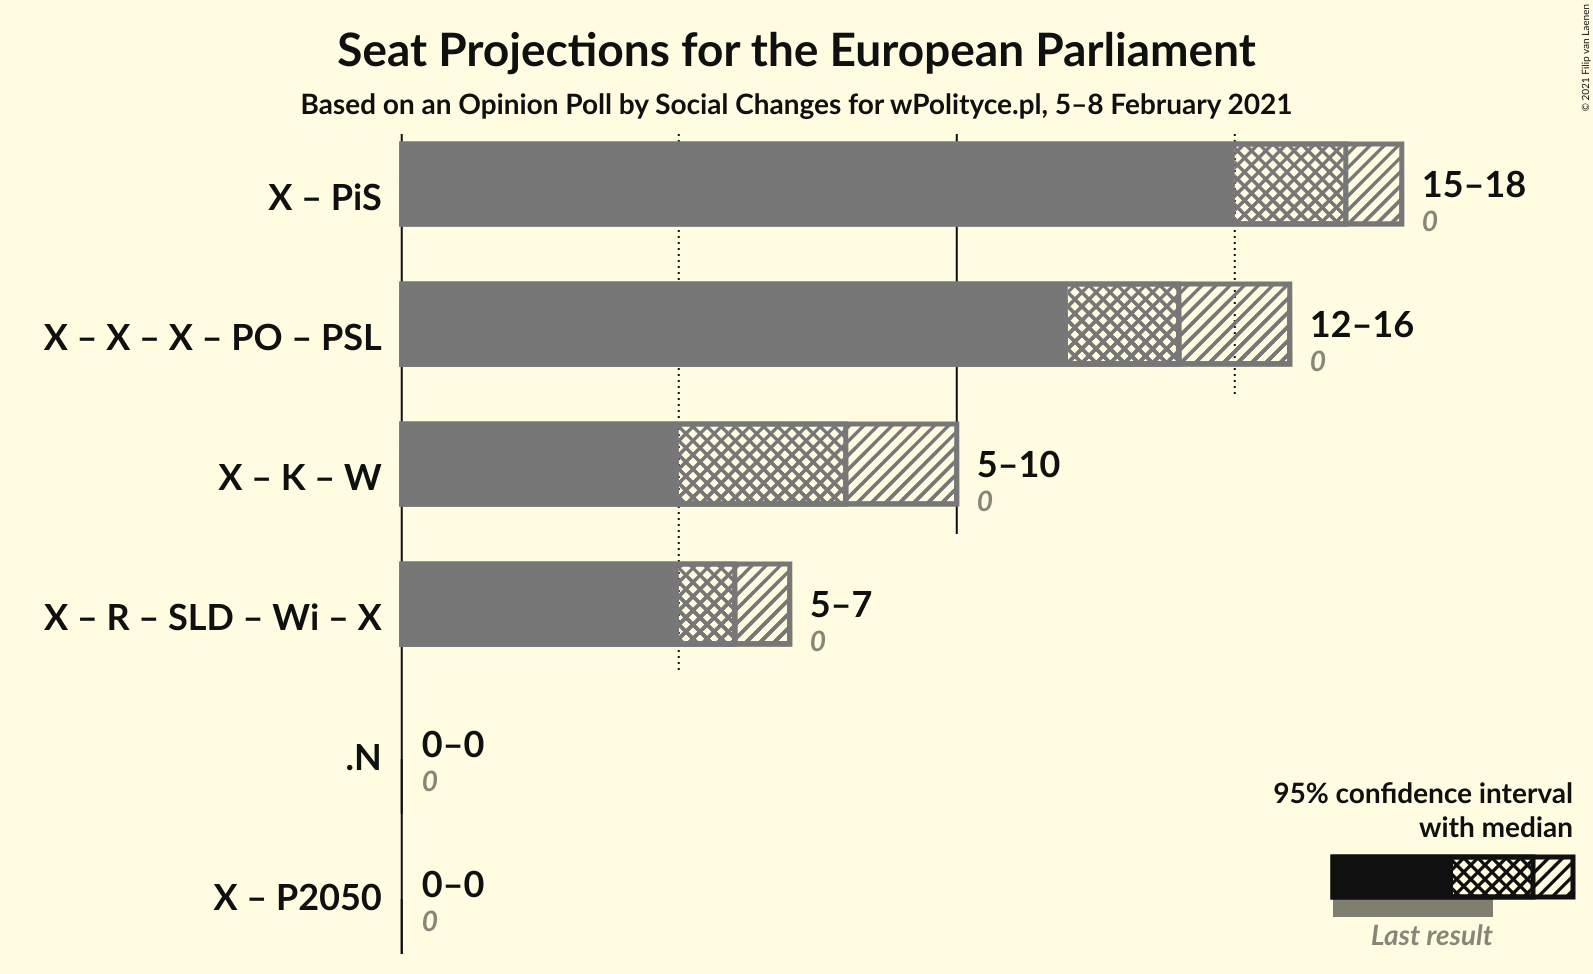 Seat Projections for the European Parliament
Based on an Opinion Poll by Social Changes for wPolityce.pl, 5–8 February 2021
© 2021 Filip van Laenen
X – PiS
15–18
0
X – X – X – PO – PSL
12–16
0
X – K – W
5–10
0
X – R – SLD – Wi – X
5–7
0
.N
0–0
0
X – P2050
0–0
0
95% confidence interval
with median
Last result